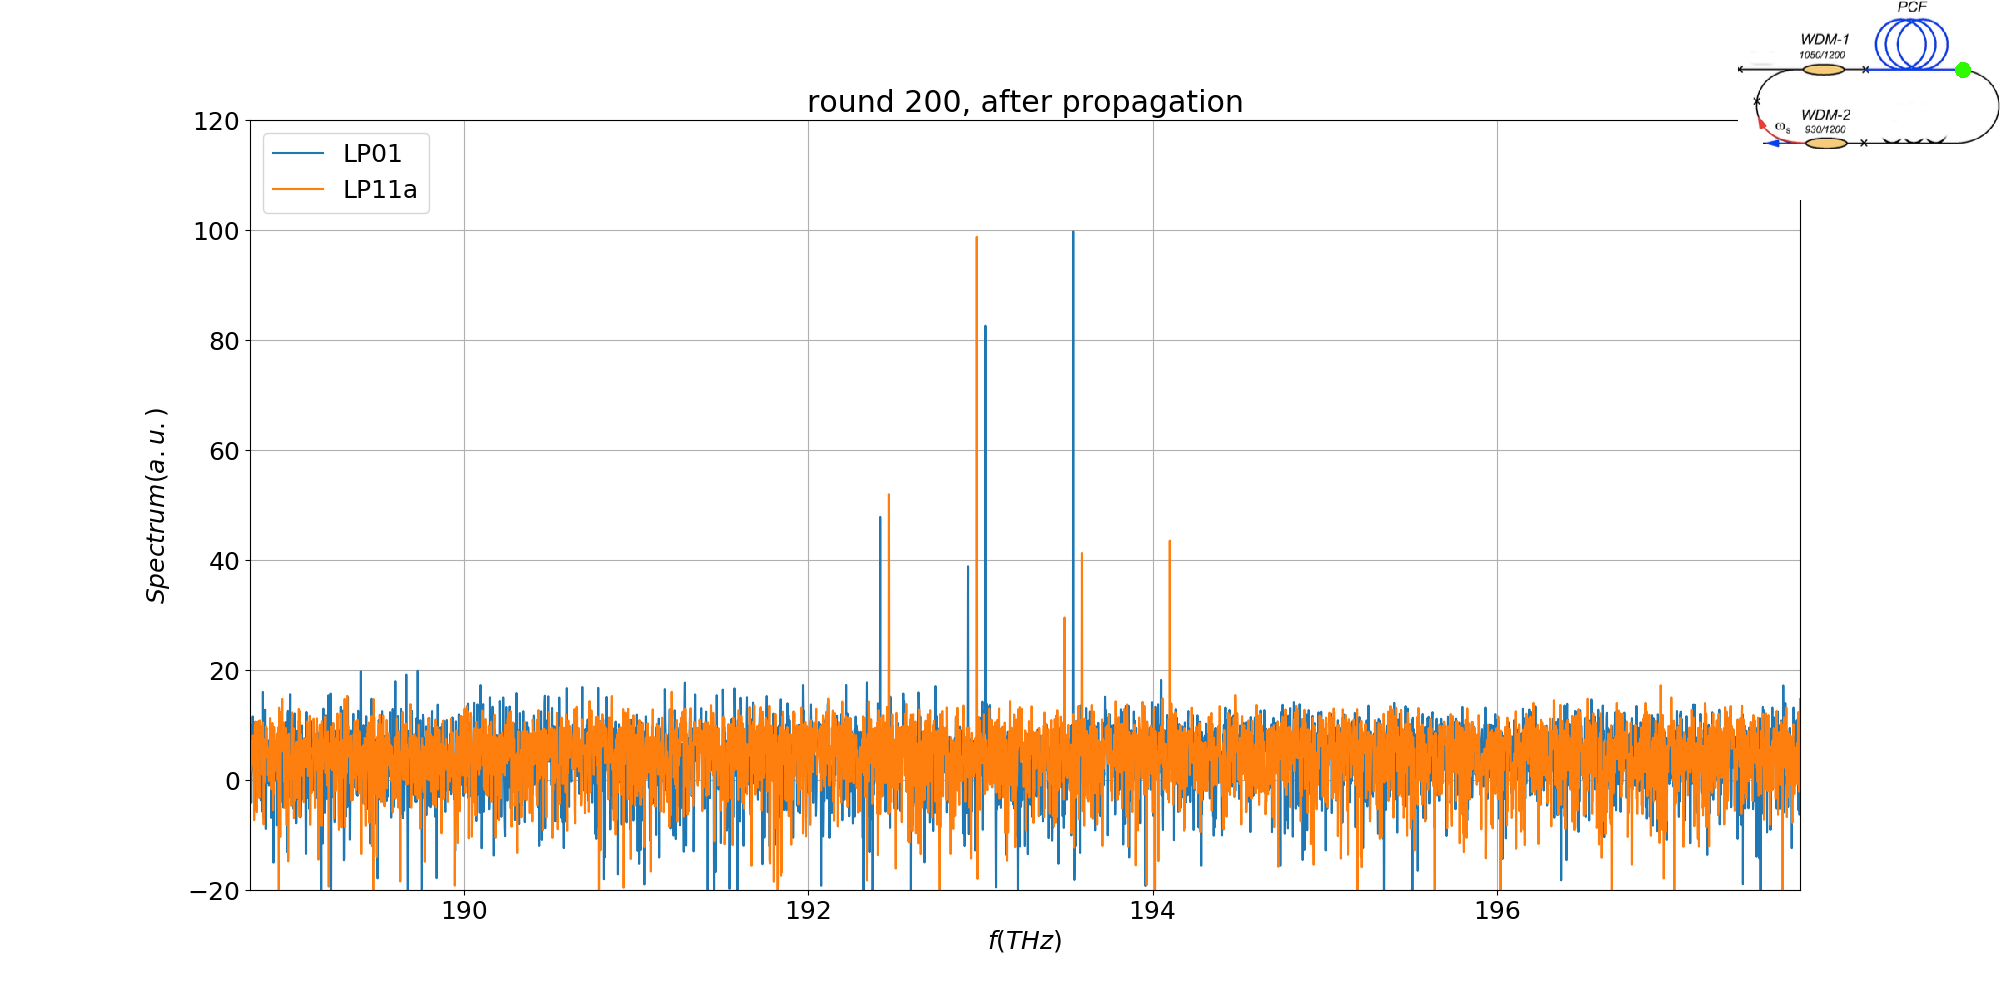 PCF
WDM-1
1050/1200
round 200, after propagation
WDM-2
930/1200
ωs
LP01
LP11a
120
100
80
60
40
20
0
−20
Spectrum(a. u. )
190
192
194
196
f(THz)